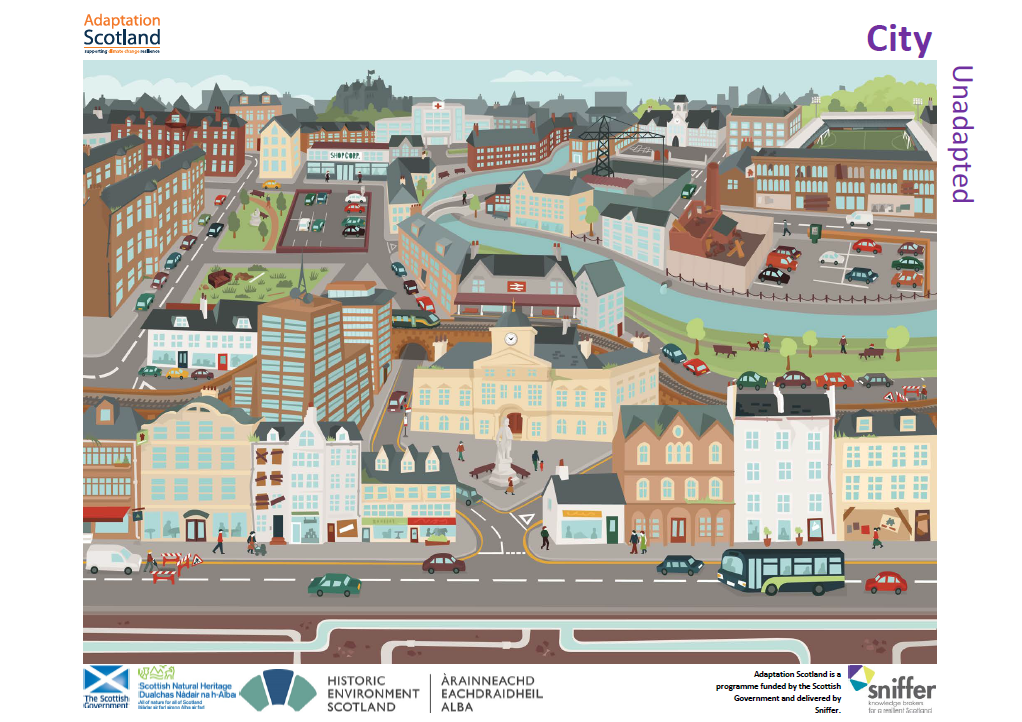 Adaptation
Scotland
supporting climate change resilience
City
Unadapted
SHOPCORP.
The Scottish
Government
Scottish Natural Heritage
Dualchas Nàdair na h-Alba
All of nature for all of Scotland
Nàdar air fad airson Alba air fad
HISTORIC
ENVIRONMENT
SCOTLAND
ÀRAINNEACHD
EACHDRAIDHEIL
ALBA
Adaptation Scotland is a
programme funded by the Scottish
Government and delivered by
Sniffer.
sniffer
knowledge brokers
for a resilient Scotland